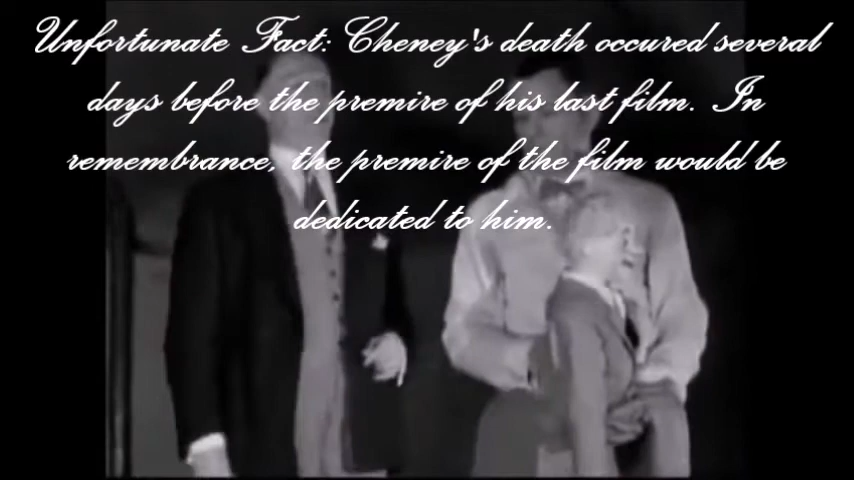 Unfortunate Fact: Cheney's death occured several
days before the premire of his last film. In
remembrance, the premire of the film would be
dedicated to him.